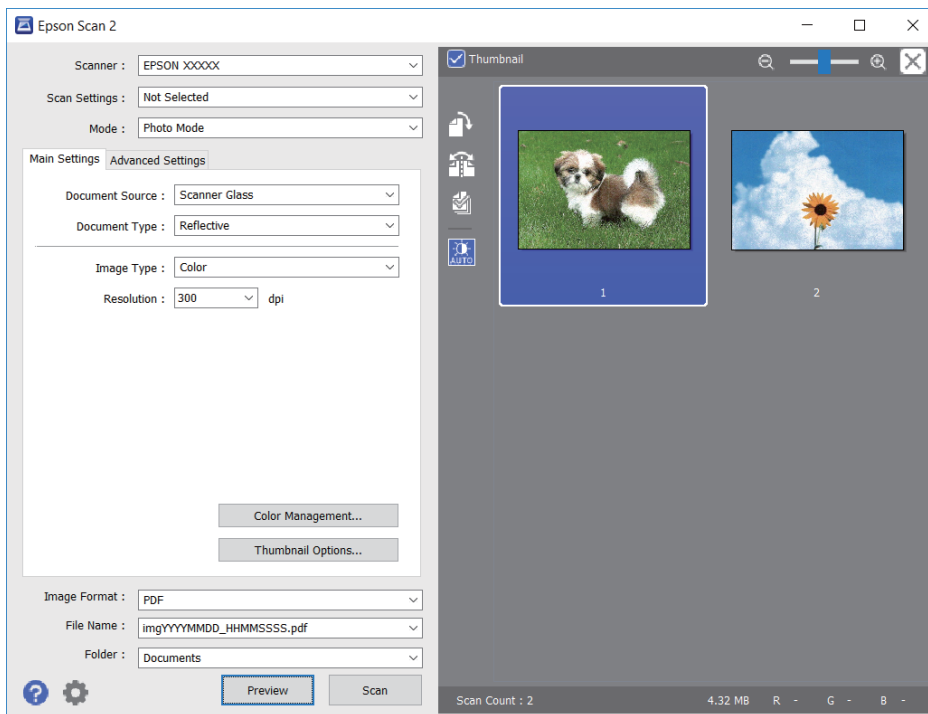 Epson Scan 2
Scanner : EPSON XXXXX
Scan Settings : Not Selected
Mode : Photo Mode
Main Settings Advanced Settings
Document Source : Scanner Glass
Document Type : Reflective
Image Type : Color
Resolution : 300 dpi
Color Management...
Thumbnail Options...
Image Format : PDF
File Name : imgYYYYMMDD_HHMMSSSS.pdf
Folder : Documents
? Preview Scan
Thumbnail
AUTO
1 2
Scan Count : 2 4.32 MB R - G - B -